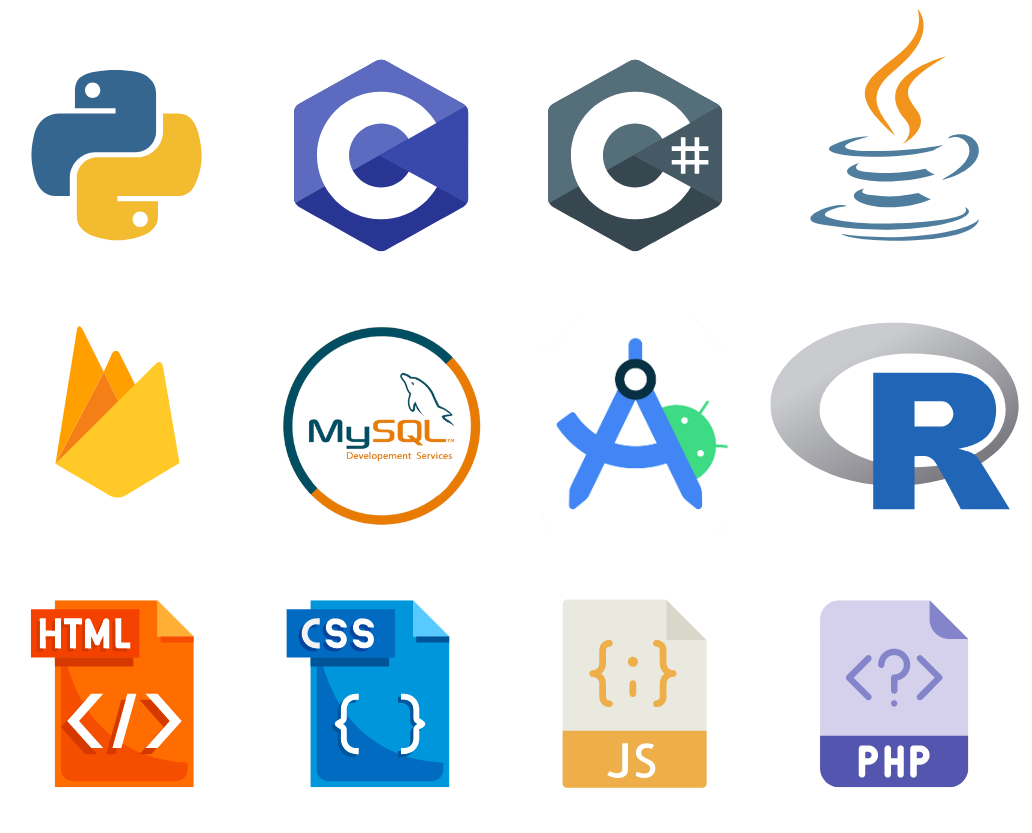 C
C#
MySQL™
Developement Services
R
HTML
</>
CSS
{ }
{;}
JS
<?>
PHP